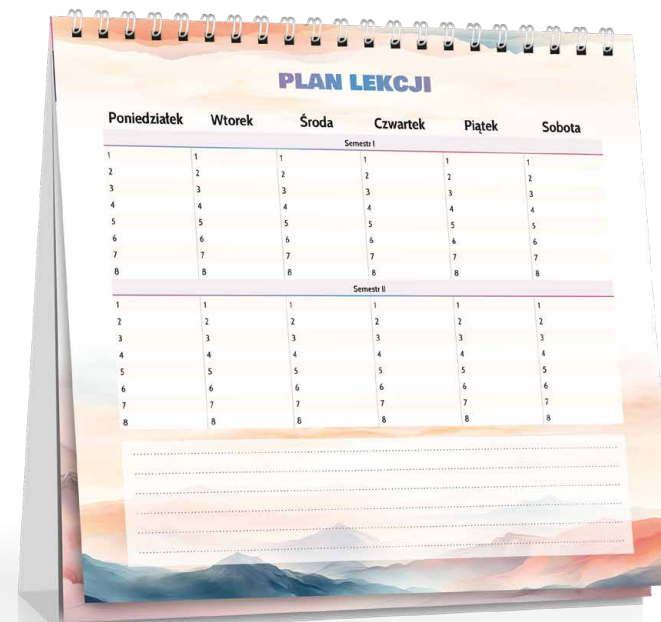 PLAN LEKCJI
Poniedziałek Wtorek Środa Czwartek Piątek Sobota
Semestr I
1 1 1 1 1 1
2 2 2 2 2 2
3 3 3 3 3 3
4 4 4 4 4 4
5 5 5 5 5 5
6 6 6 6 6 6
7 7 7 7 7 7
8 8 8 8 8 8
Semestr II
1 1 1 1 1 1
2 2 2 2 2 2
3 3 3 3 3 3
4 4 4 4 4 4
5 5 5 5 5 5
6 6 6 6 6 6
7 7 7 7 7 7
8 8 8 8 8 8